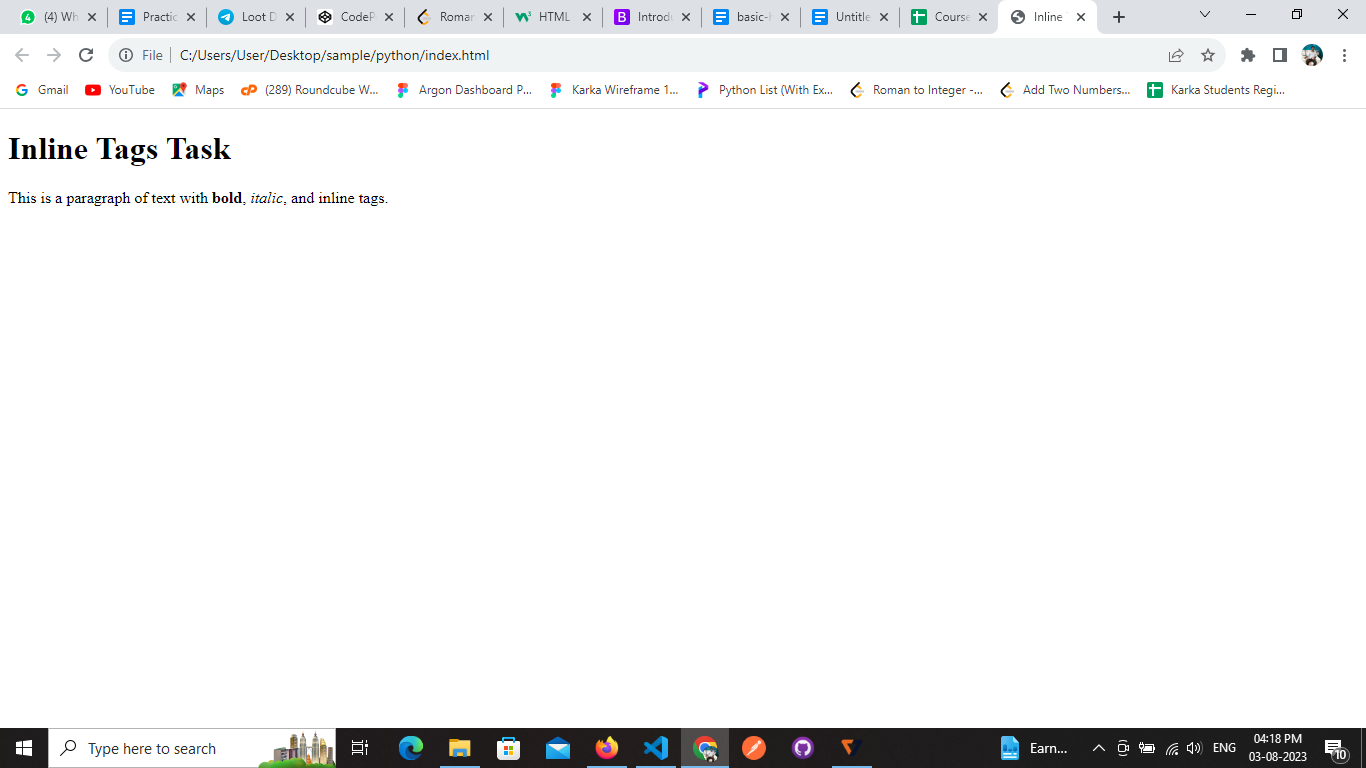 4 (4) Wh Practic Loot D CodeP Roman HTML B Introdu basic-h Untitle Course Inline T
File C:/Users/User/Desktop/sample/python/index.html
Gmail YouTube Maps cP (289) Roundcube W... Argon Dashboard P... Karka Wireframe 1... Python List (With Ex... Roman to Integer -... Add Two Numbers... Karka Students Regi...
Inline Tags Task
This is a paragraph of text with bold, italic, and inline tags.
Type here to search Earn... ENG 04:18 PM
03-08-2023 10